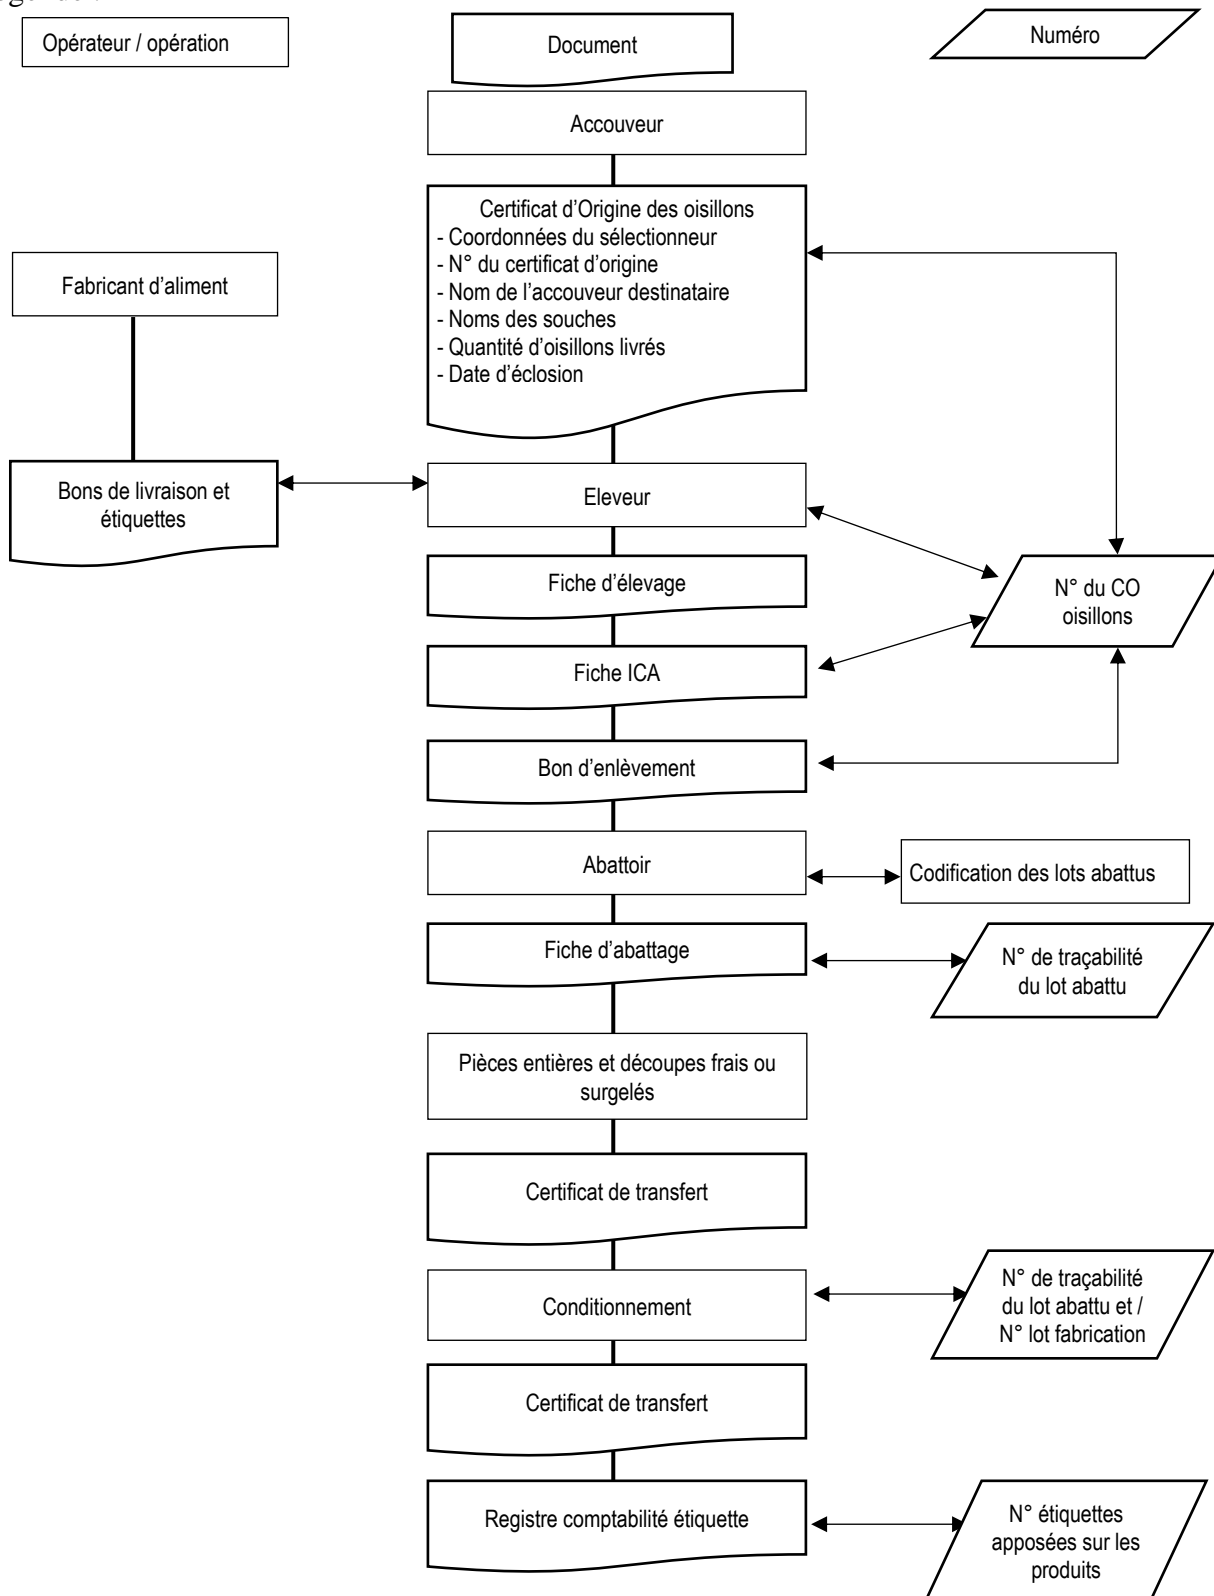 Opérateur / opération
Document
Numéro
Accouveur
Certificat d’Origine des oisillons
- Coordonnées du sélectionneur
- N° du certificat d’origine
- Nom de l’accouveur destinataire
- Noms des souches
- Quantité d’oisillons livrés
- Date d’éclosion
Fabricant d’aliment
Bons de livraison et
étiquettes
Eleveur
Fiche d’élevage
N° du CO
oisillons
Fiche ICA
Bon d’enlèvement
Abattoir
Codification des lots abattus
Fiche d’abattage
N° de traçabilité
du lot abattu
Pièces entières et découpes frais ou
surgelés
Certificat de transfert
Conditionnement
N° de traçabilité
du lot abattu et /
N° lot fabrication
Certificat de transfert
Registre comptabilité étiquette
N° étiquettes
apposées sur les
produits